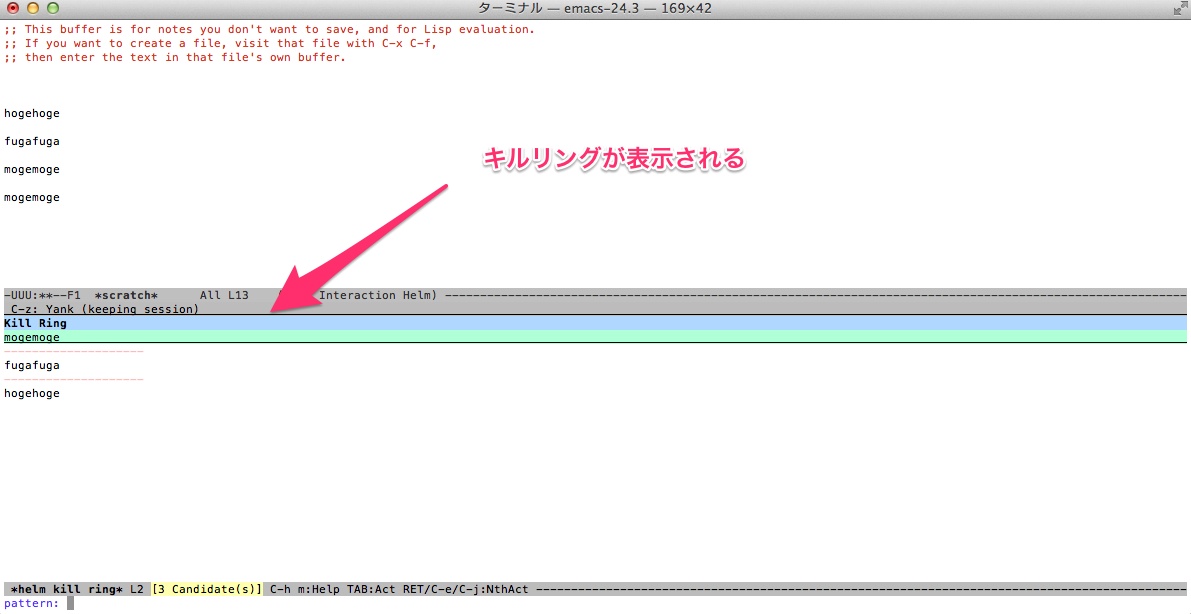 ターミナル — emacs-24.3 — 169×42
;; This buffer is for notes you don't want to save, and for Lisp evaluation.
;; If you want to create a file, visit that file with C-x C-f,
;; then enter the text in that file's own buffer.
hogehoge
fugafuga
キルリングが表示される
mogemoge
mogemoge
-UUU:**--F1  *scratch*      All L13    Interaction Helm) ----------
C-z: Yank (keeping session)
Kill Ring
mogemoge
--------------------
fugafuga
--------------------
hogehoge
*helm kill ring* L2 [3 Candidate(s)] C-h m:Help TAB:Act RET/C-e/C-j:NthAct ----------
pattern: